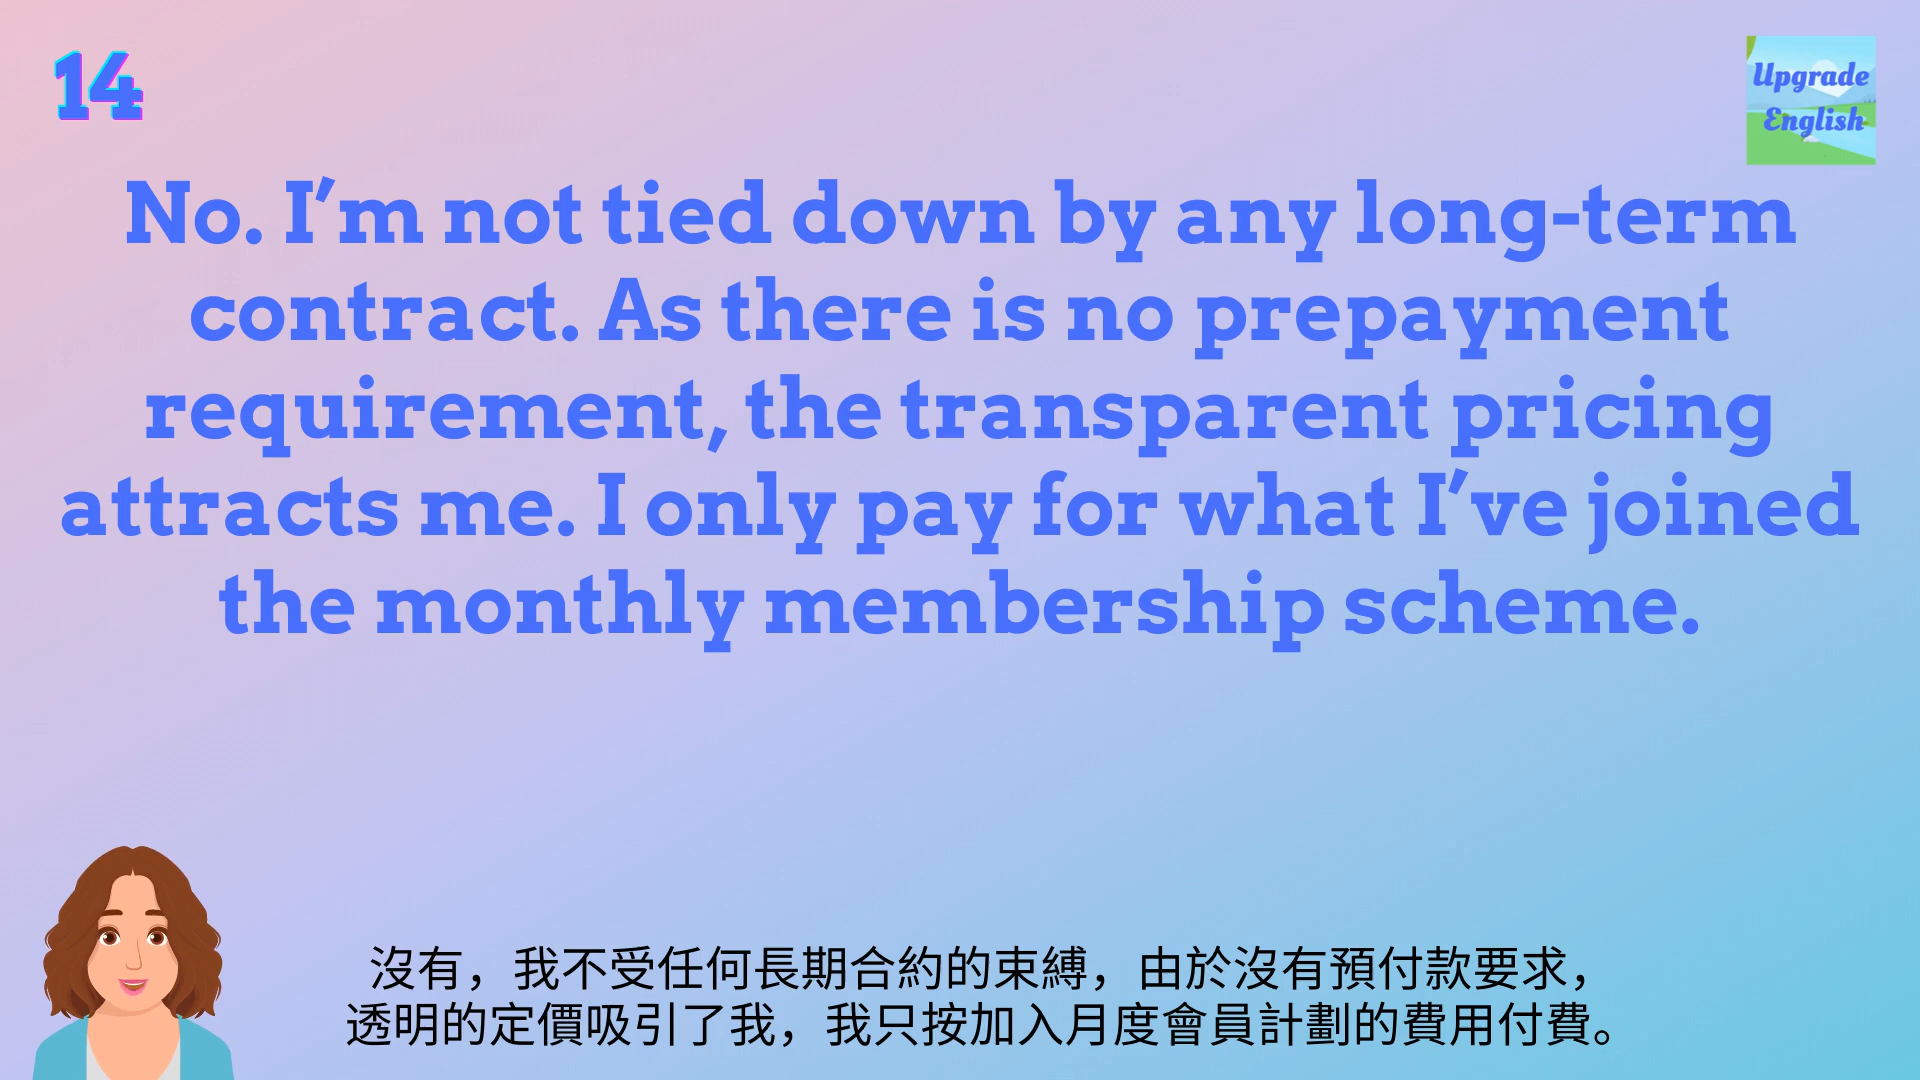 14
Upgrade
English
No. I’m not tied down by any long-term
contract. As there is no prepayment
requirement, the transparent pricing
attracts me. I only pay for what I’ve joined
the monthly membership scheme.
沒有，我不受任何長期合約的束縛，由於沒有預付款要求，
透明的定價吸引了我，我只按加入月度會員計劃的費用付費。